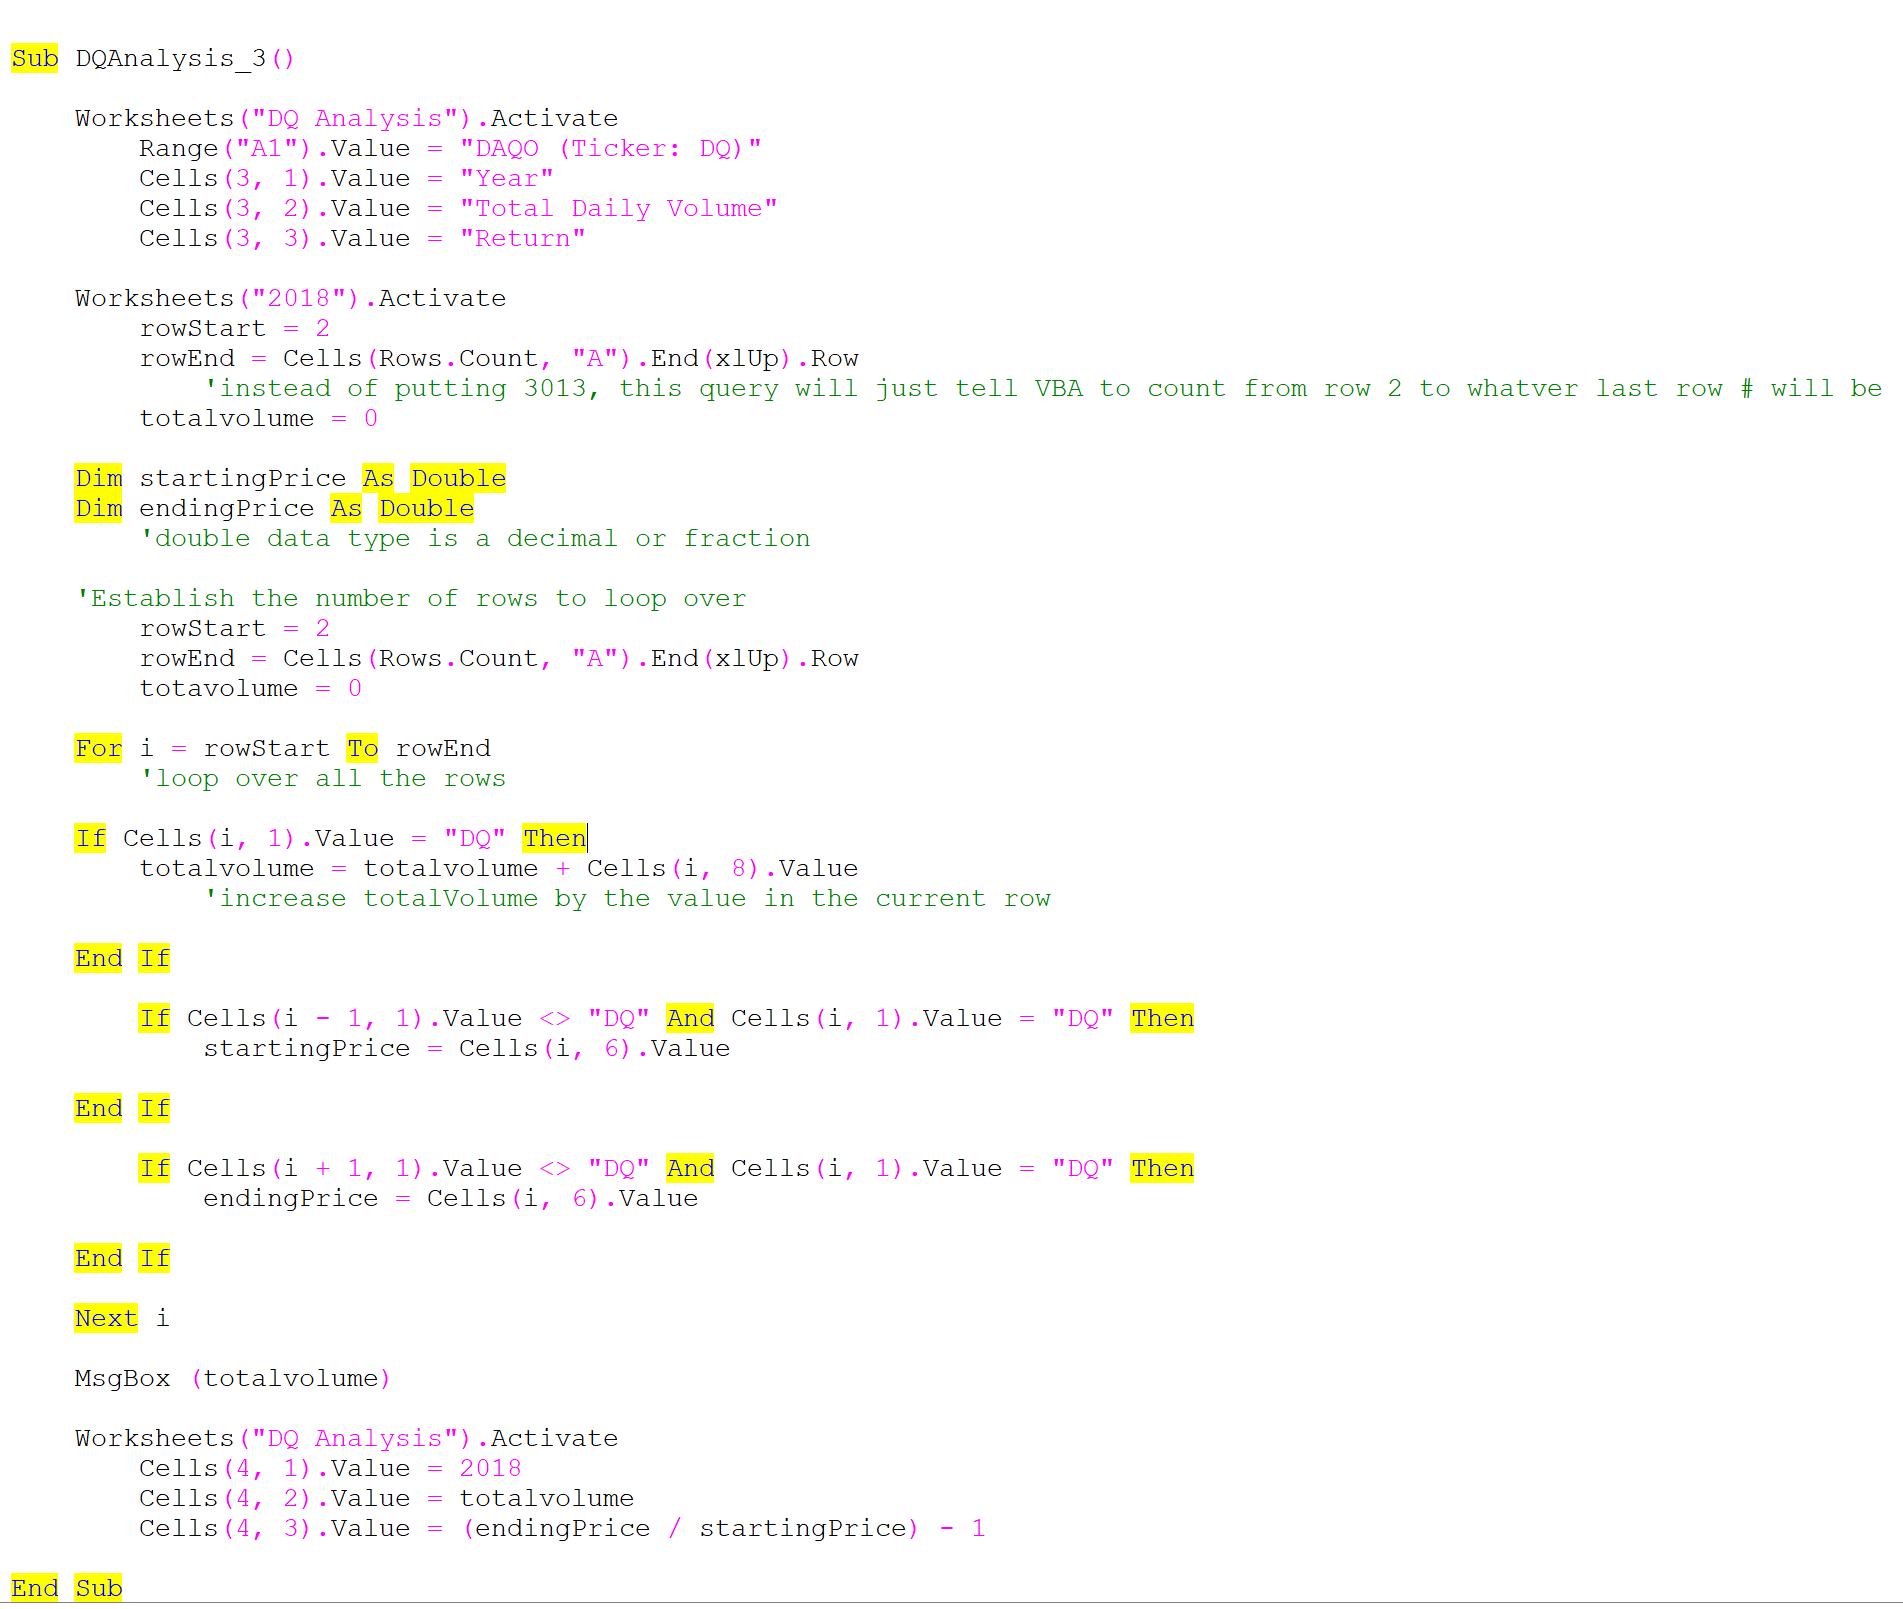 Sub DQAnalysis_3()
Worksheets("DQ Analysis").Activate
Range("A1").Value = "DAQO (Ticker: DQ)"
Cells(3, 1).Value = "Year"
Cells(3, 2).Value = "Total Daily Volume"
Cells(3, 3).Value = "Return"
Worksheets("2018").Activate
rowStart = 2
rowEnd = Cells(Rows.Count, "A").End(xlUp).Row
'instead of putting 3013, this query will just tell VBA to count from row 2 to whatver last row # will be
totalvolume = 0
Dim startingPrice As Double
Dim endingPrice As Double
'double data type is a decimal or fraction
'Establish the number of rows to loop over
rowStart = 2
rowEnd = Cells(Rows.Count, "A").End(xlUp).Row
totavolume = 0
For i = rowStart To rowEnd
'loop over all the rows
If Cells(i, 1).Value = "DQ" Then
totalvolume = totalvolume + Cells(i, 8).Value
'increase totalVolume by the value in the current row
End If
If Cells(i - 1, 1).Value <> "DQ" And Cells(i, 1).Value = "DQ" Then
startingPrice = Cells(i, 6).Value
End If
If Cells(i + 1, 1).Value <> "DQ" And Cells(i, 1).Value = "DQ" Then
endingPrice = Cells(i, 6).Value
End If
Next i
MsgBox (totalvolume)
Worksheets("DQ Analysis").Activate
Cells(4, 1).Value = 2018
Cells(4, 2).Value = totalvolume
Cells(4, 3).Value = (endingPrice / startingPrice) - 1
End Sub